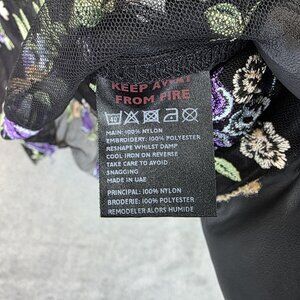 KEEP AWAY
FROM FIRE
40
MAIN: 100% NYLON
EMBROIDERY: 100% POLYESTER
RESHAPE WHILST DAMP
COOL IRON ON REVERSE
TAKE CARE TO AVOID
SNAGGING
MADE IN UAE
PRINCIPAL: 100% NYLON
BRODERIE: 100% POLYESTER
REMODELER ALORS HUMIDE